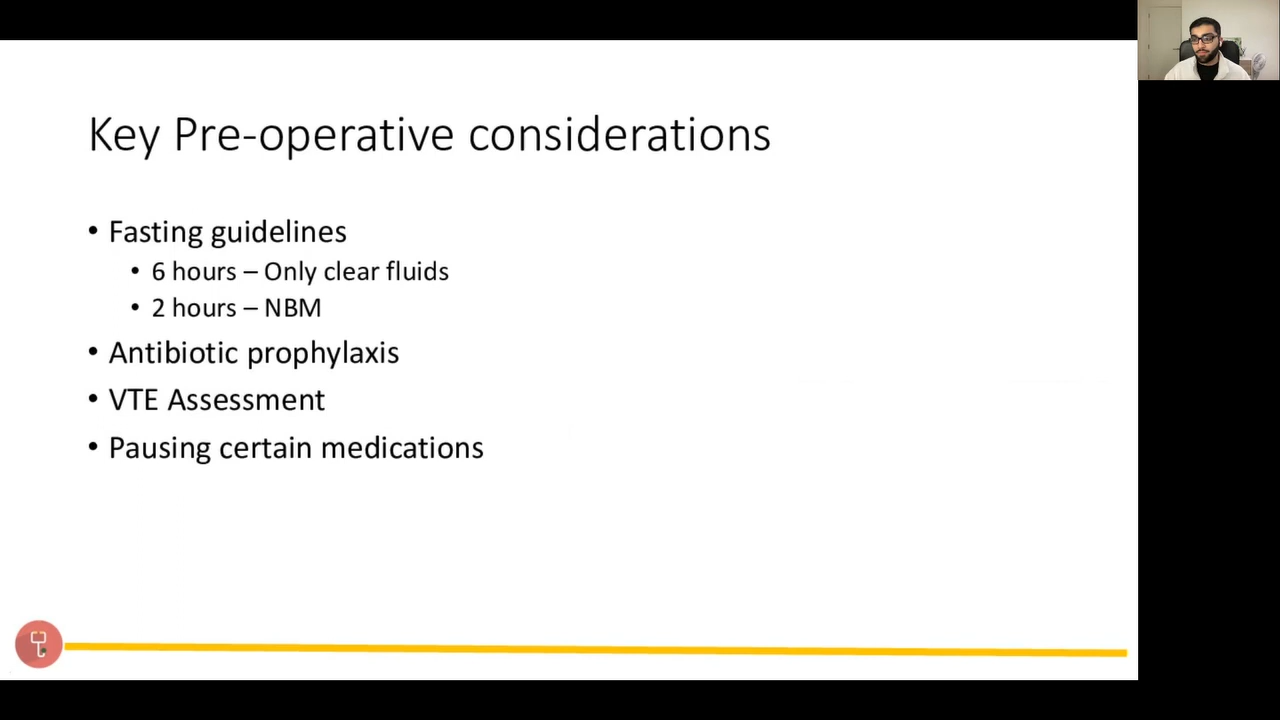 Key Pre-operative considerations
• Fasting guidelines
• 6 hours – Only clear fluids
• 2 hours – NBM
• Antibiotic prophylaxis
• VTE Assessment
• Pausing certain medications